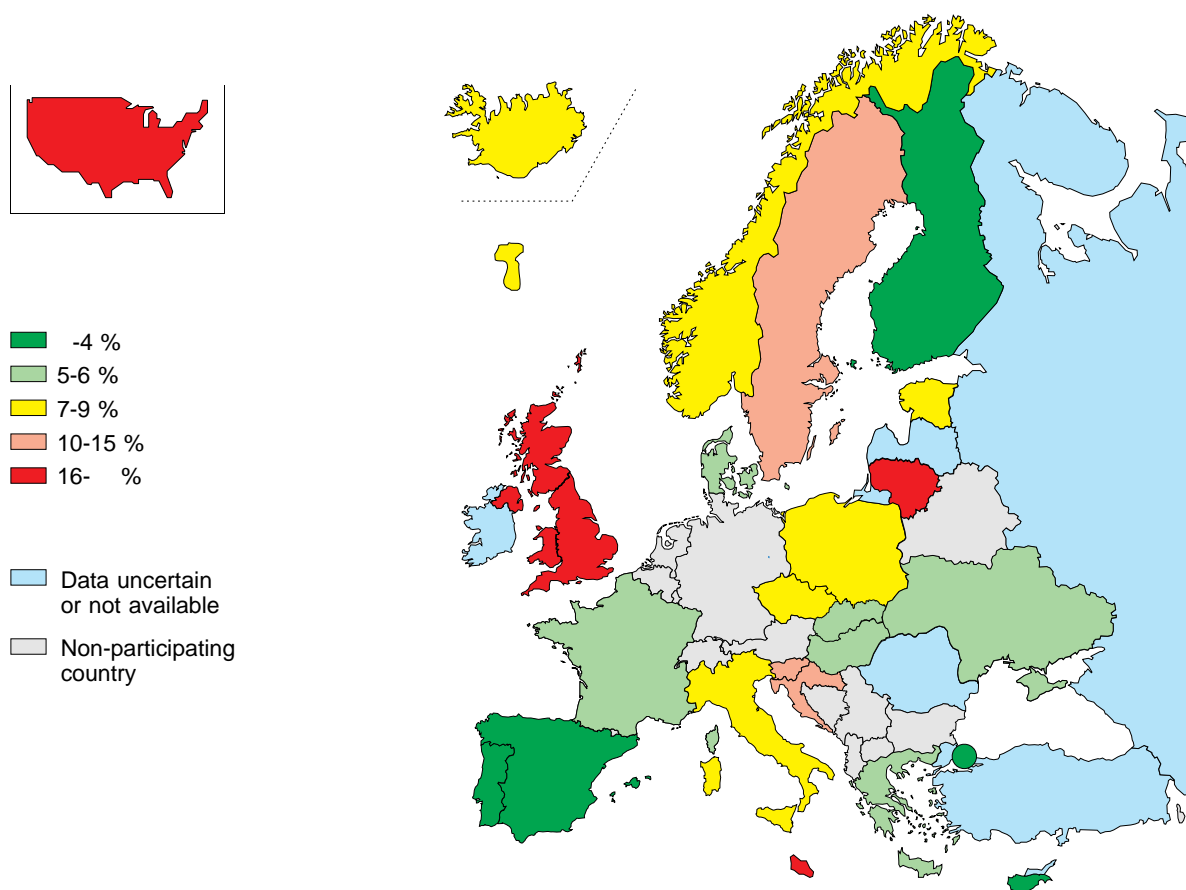 -4 %
5-6 %
7-9 %
10-15 %
16- %
Data uncertain
or not available
Non-participating
country